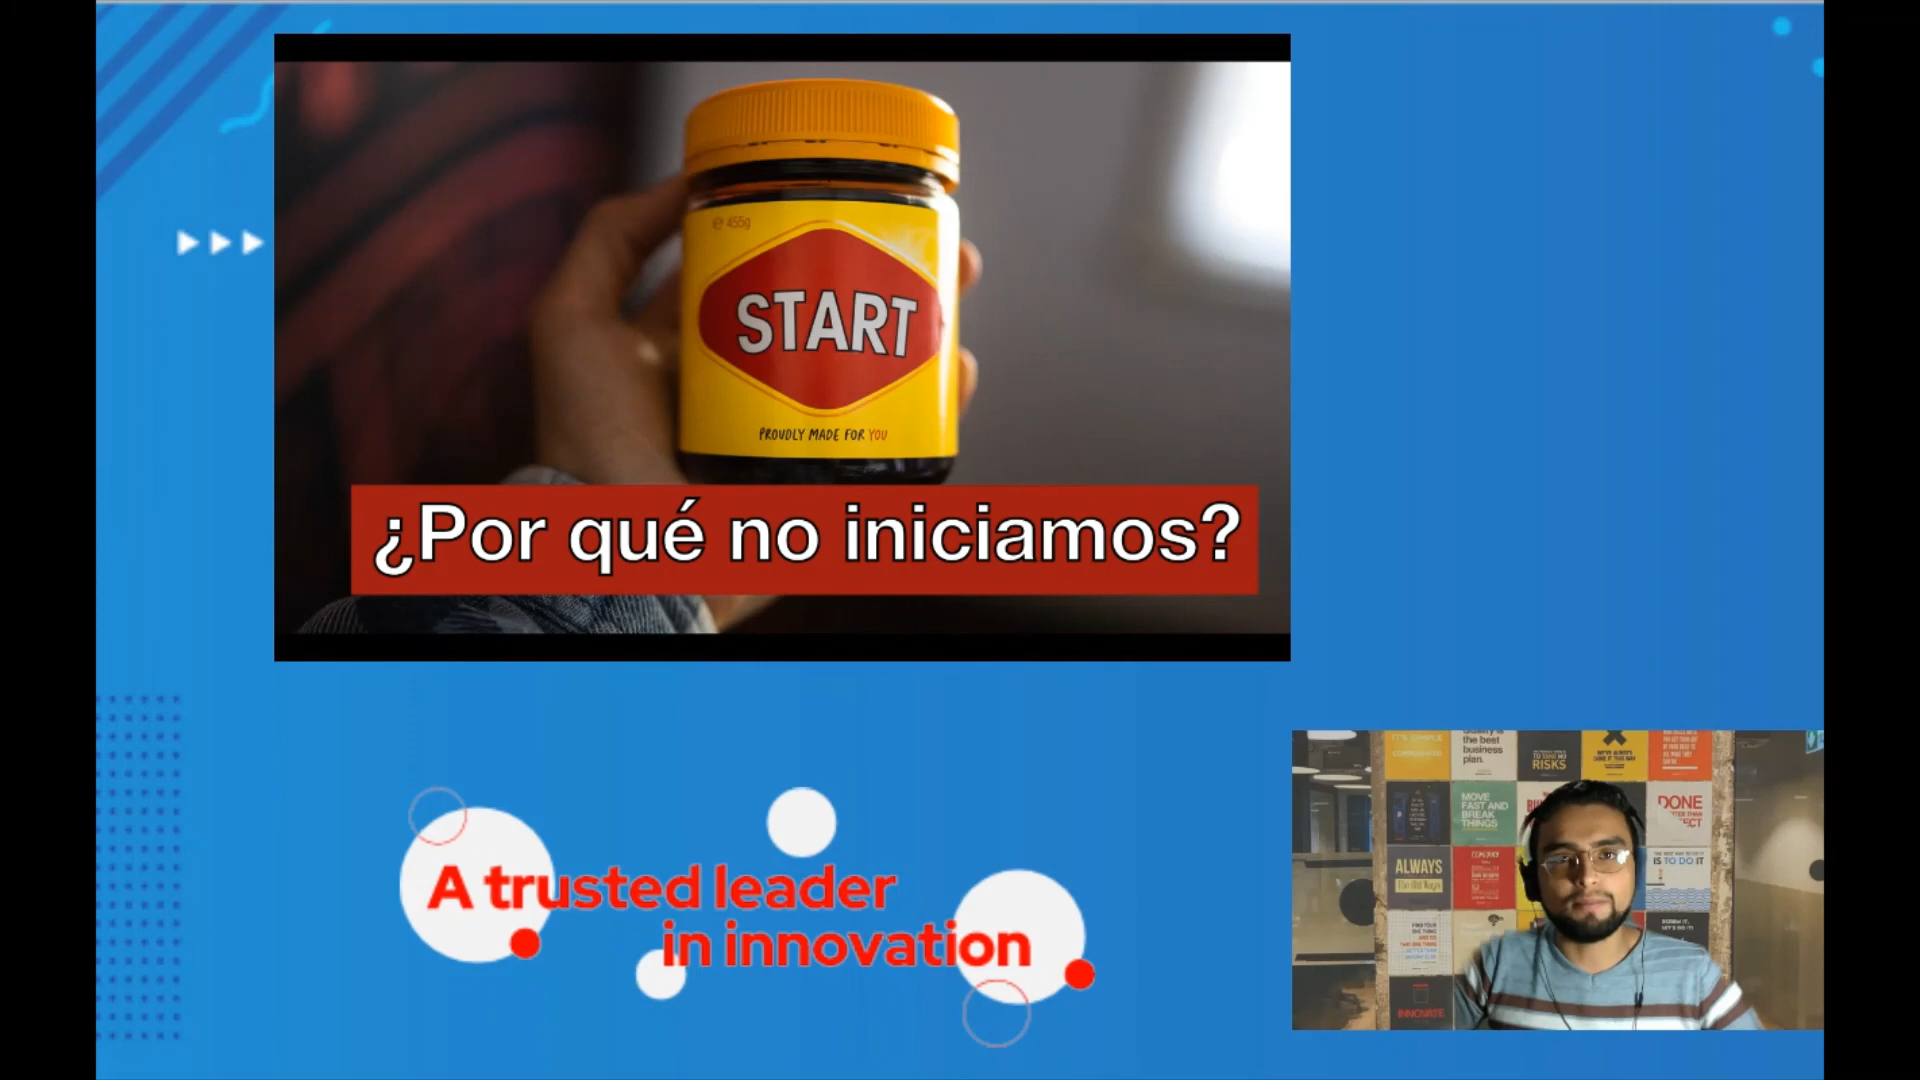 ℮ 455g
START
PROUDLY MADE FOR YOU
¿Por qué no iniciamos?
A trusted leader
in innovation
the best
business
plan.
RISKS
MOVE
FAST AND
BREAK
THINGS
DONE
ALWAYS
IS TO DO IT
INNOVATE